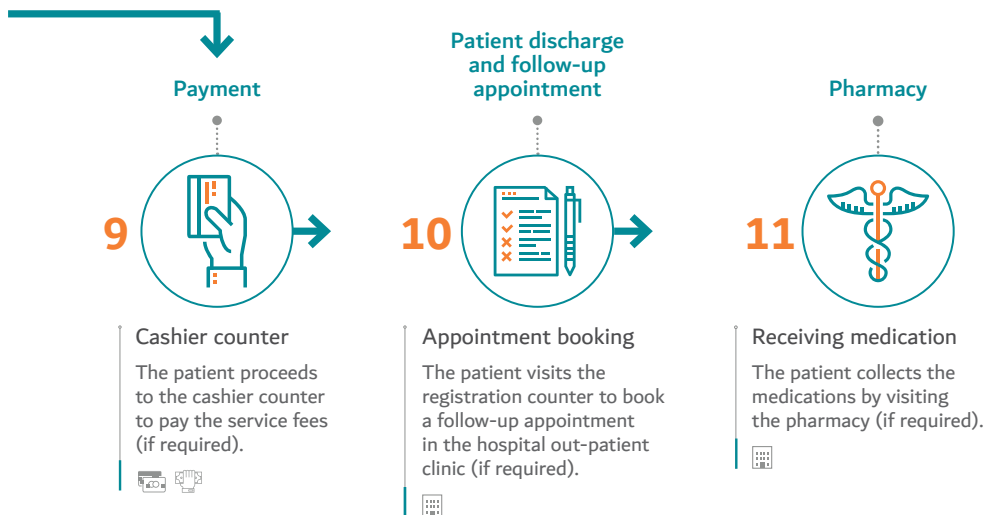 Payment
9
Cashier counter
The patient proceeds
to the cashier counter
to pay the service fees
(if required).
Patient discharge
and follow-up
appointment
10
Appointment booking
The patient visits the
registration counter to book
a follow-up appointment
in the hospital out-patient
clinic (if required).
Pharmacy
11
Receiving medication
The patient collects the
medications by visiting
the pharmacy (if required).